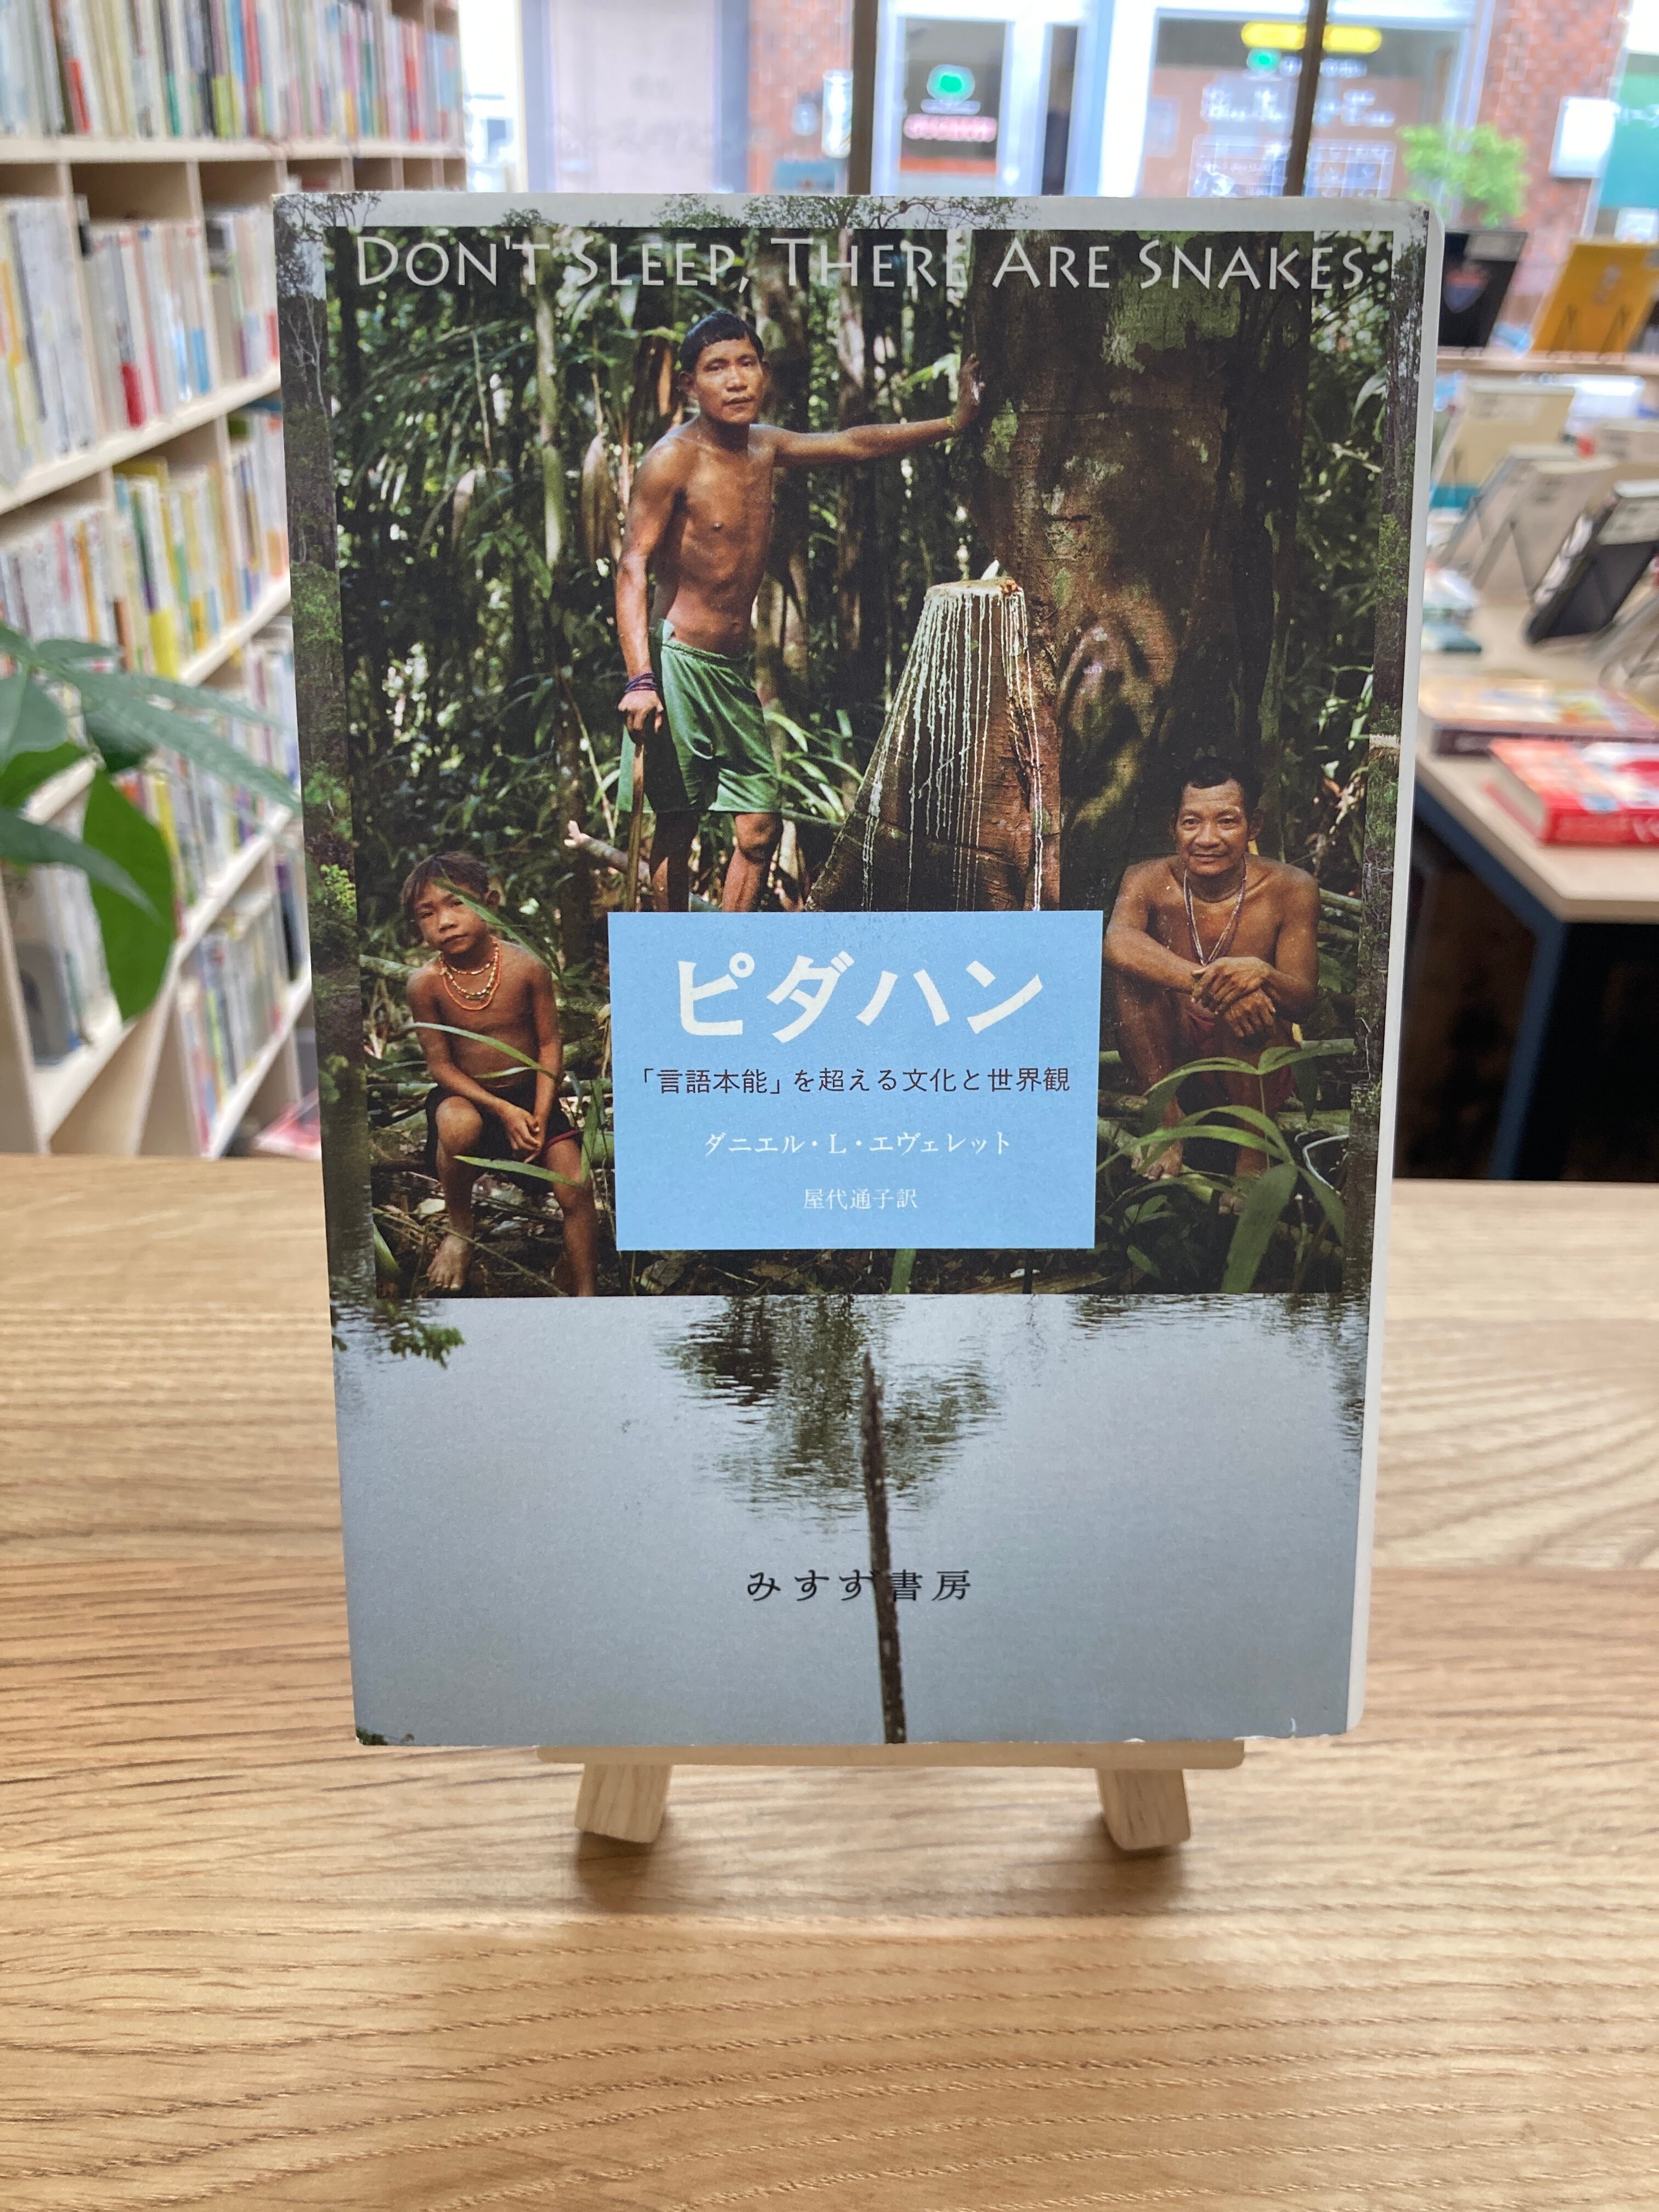 DON'T SLEEP, THERE ARE SNAKES
ピダハン
「言語本能」を超える文化と世界観
ダニエル・L・エヴェレット
屋代通子訳
みすず書房